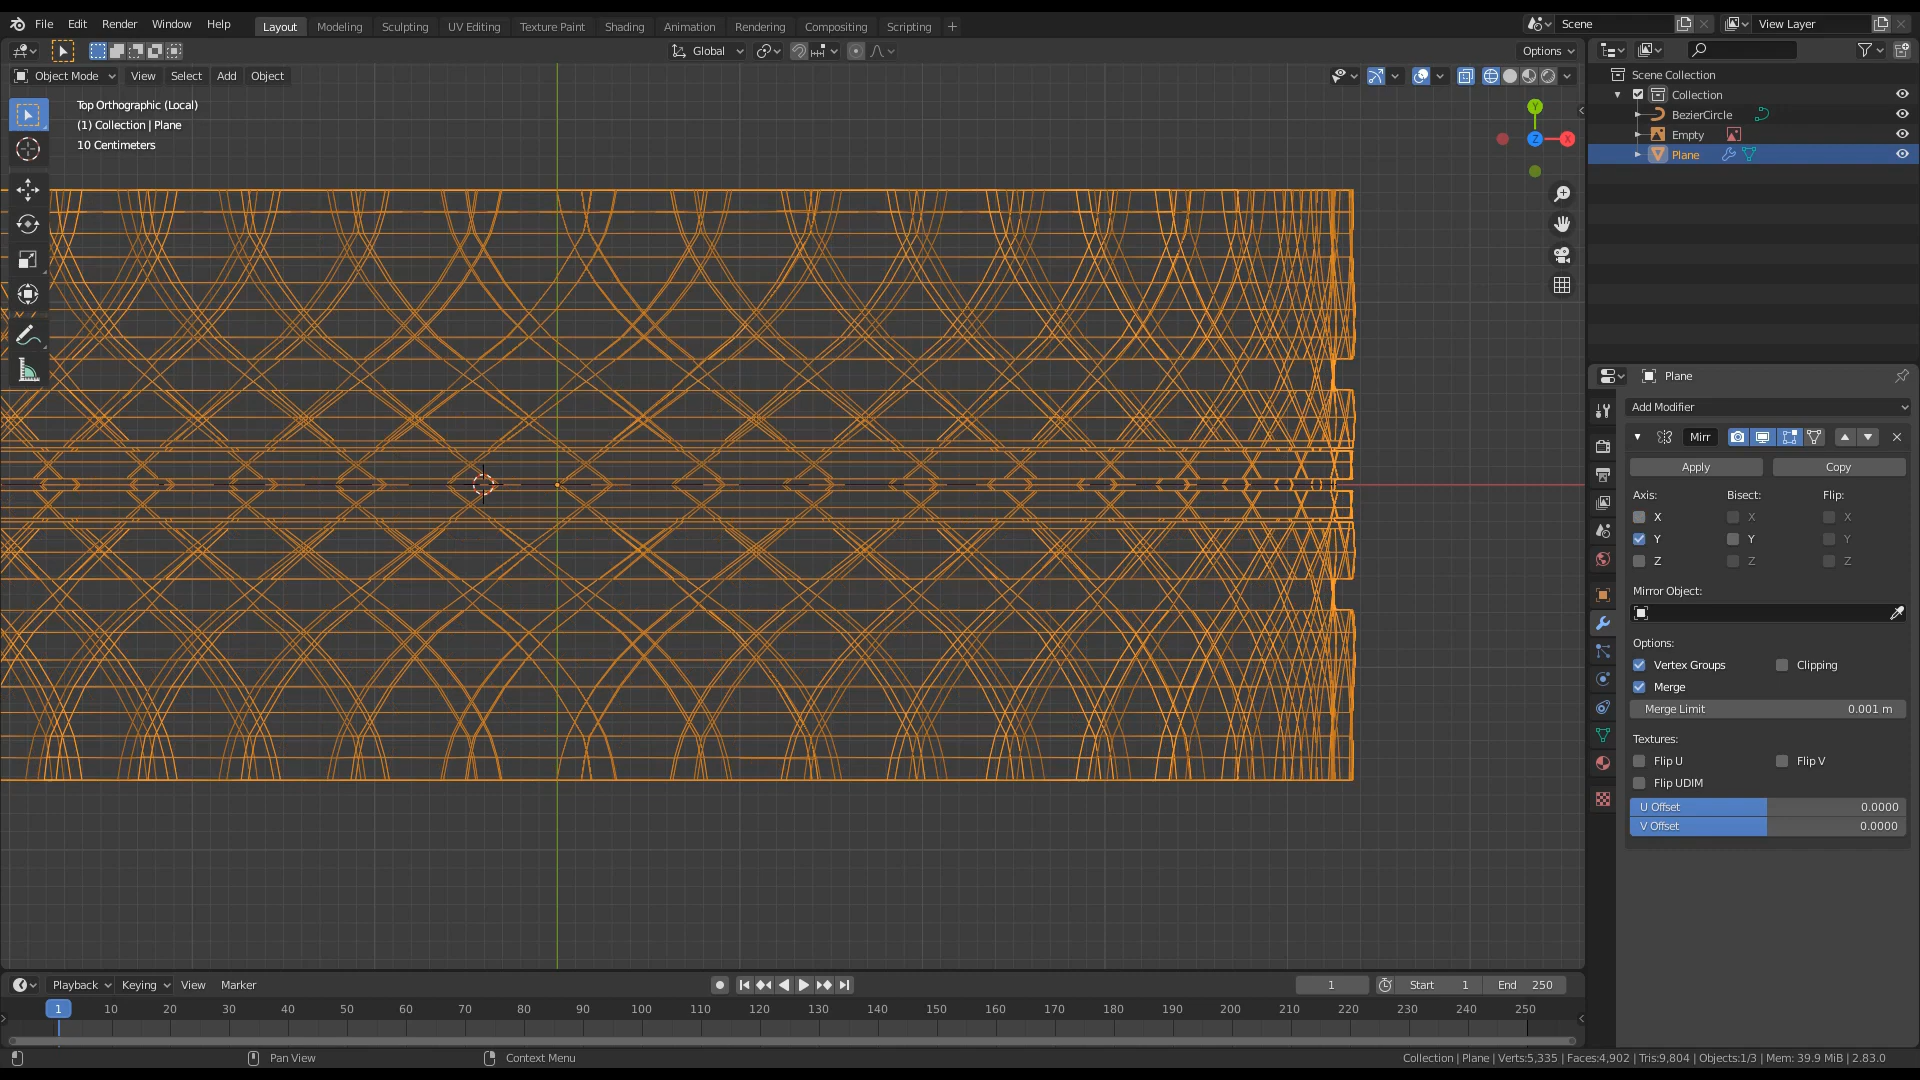 File Edit Render Window Help Layout Modeling Sculpting UV Editing Texture Paint Shading Animation Rendering Compositing Scripting + Scene View Layer
Global Options
Object Mode View Select Add Object
Top Orthographic (Local)
(1) Collection | Plane
10 Centimeters
Y
Z X
Scene Collection
Collection
BezierCircle
Empty
Plane
Plane
Add Modifier
Mirr
Apply Copy
Axis: Bisect: Flip:
X X X
Y Y Y
Z Z Z
Mirror Object:
Options:
Vertex Groups Clipping
Merge
Merge Limit 0.001 m
Textures:
Flip U Flip V
Flip UDIM
U Offset 0.0000
V Offset 0.0000
Playback Keying View Marker 1 Start 1 End 250
1 10 20 30 40 50 60 70 80 90 100 110 120 130 140 150 160 170 180 190 200 210 220 230 240 250
Pan View Context Menu Collection | Plane | Verts:5,335 | Faces:4,902 | Tris:9,804 | Objects:1/3 | Mem: 39.9 MiB | 2.83.0